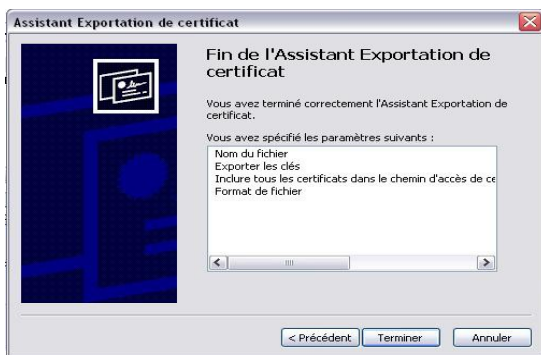 Assistant Exportation de certificat
Fin de l'Assistant Exportation de
certificat
Vous avez terminé correctement l'Assistant Exportation de
certificat.
Vous avez spécifié les paramètres suivants :
Nom du fichier
Exporter les clés
Inclure tous les certificats dans le chemin d'accès de ce
Format de fichier
< Précédent Terminer Annuler